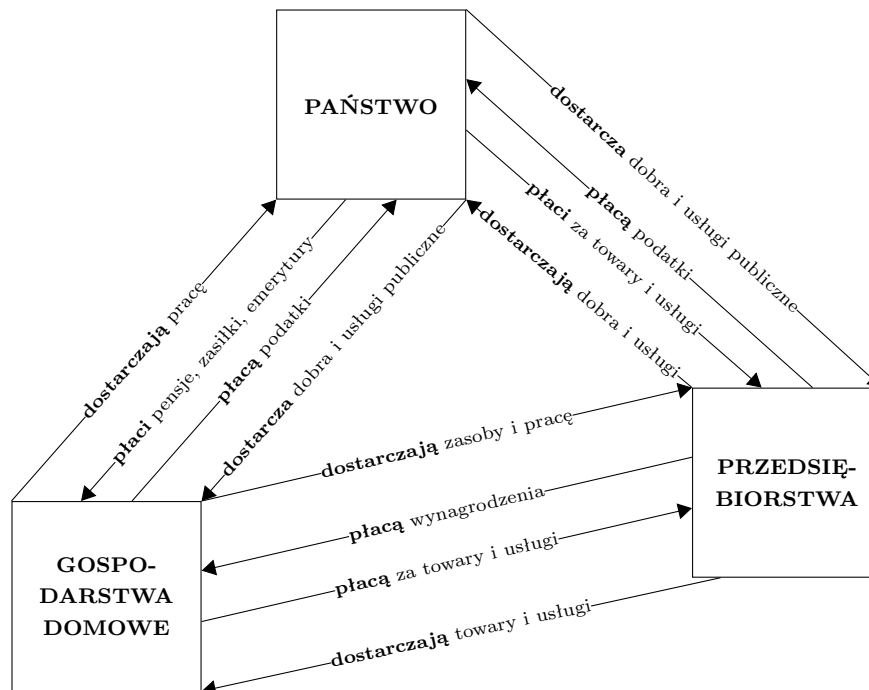 PAŃSTWO
dostarcza dobra i usługi publiczne
płacą podatki
płaci za towary i usługi
dostarczają dobra i usługi
dostarczają pracę
płaci pensje, zasiłki, emerytury
płacą podatki
dostarcza dobra i usługi publiczne
dostarczają zasoby i pracę
płacą wynagrodzenia
płacą za towary i usługi
dostarczają towary i usługi
PRZEDSIĘ-
BIORSTWA
GOSPO-
DARSTWA
DOMOWE